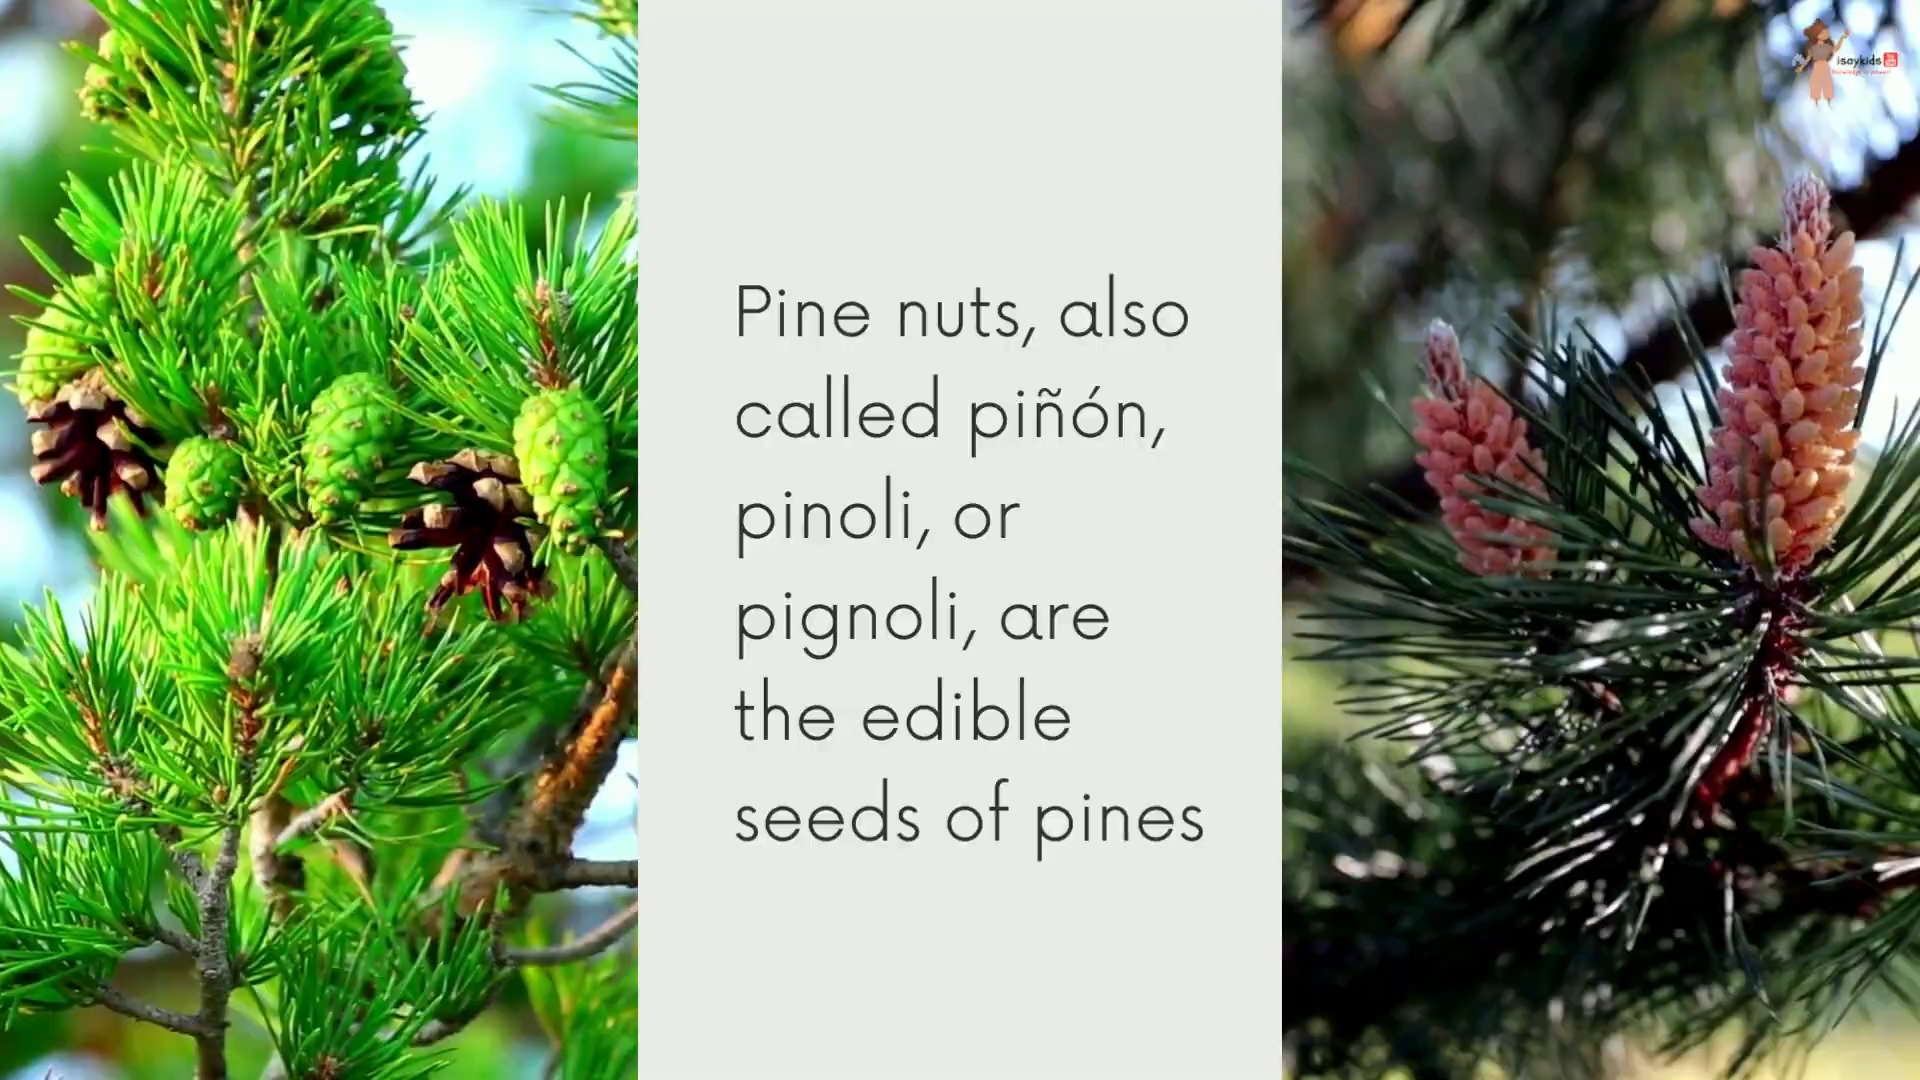 isaykids
Pine nuts, also
called piñón,
pinoli, or
pignoli, are
the edible
seeds of pines